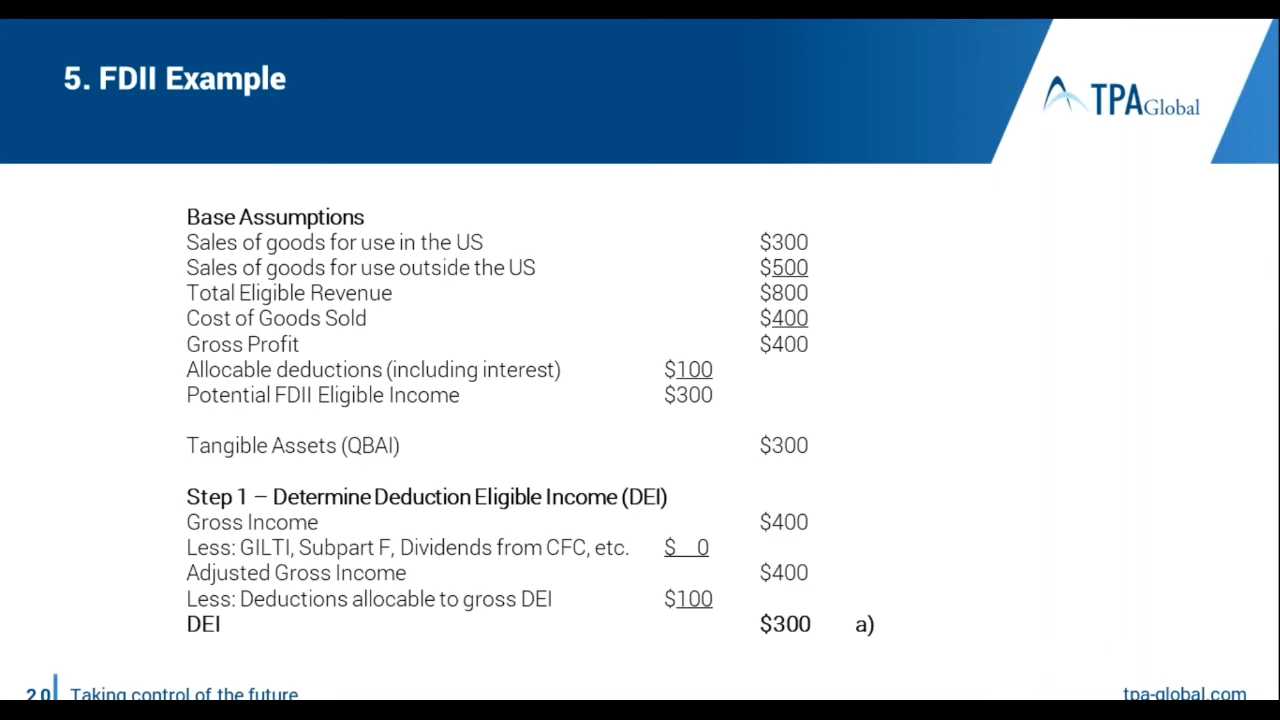 5. FDII Example
TPA Global
Base Assumptions
Sales of goods for use in the US $300
Sales of goods for use outside the US $500
Total Eligible Revenue $800
Cost of Goods Sold $400
Gross Profit $400
Allocable deductions (including interest) $100
Potential FDII Eligible Income $300
Tangible Assets (QBAI) $300
Step 1 – Determine Deduction Eligible Income (DEI)
Gross Income $400
Less: GILTI, Subpart F, Dividends from CFC, etc. $ 0
Adjusted Gross Income $400
Less: Deductions allocable to gross DEI $100
DEI $300 a)
20 Taking control of the future tpa-global.com